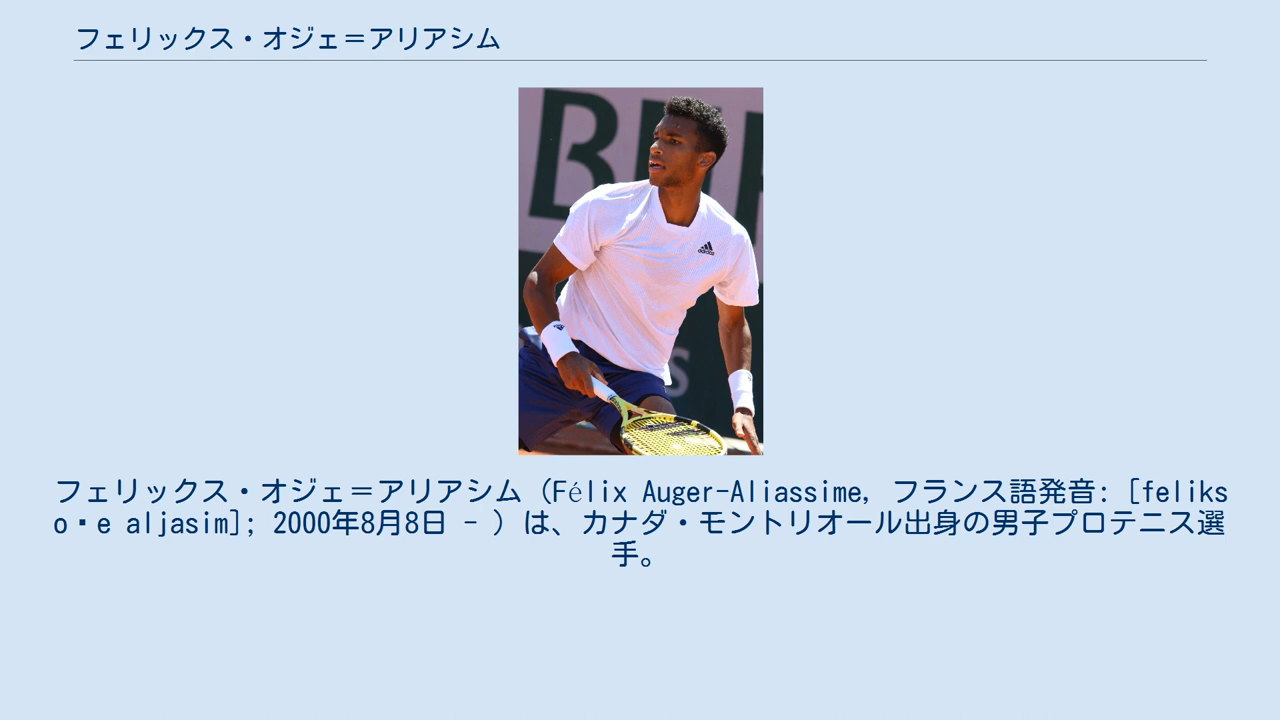 フェリックス・オジェ＝アリアシム
adidas
フェリックス・オジェ＝アリアシム（Félix Auger-Aliassime, フランス語発音: [feliks
o e aljasim]; 2000年8月8日 - ）は、カナダ・モントリオール出身の男子プロテニス選
手。